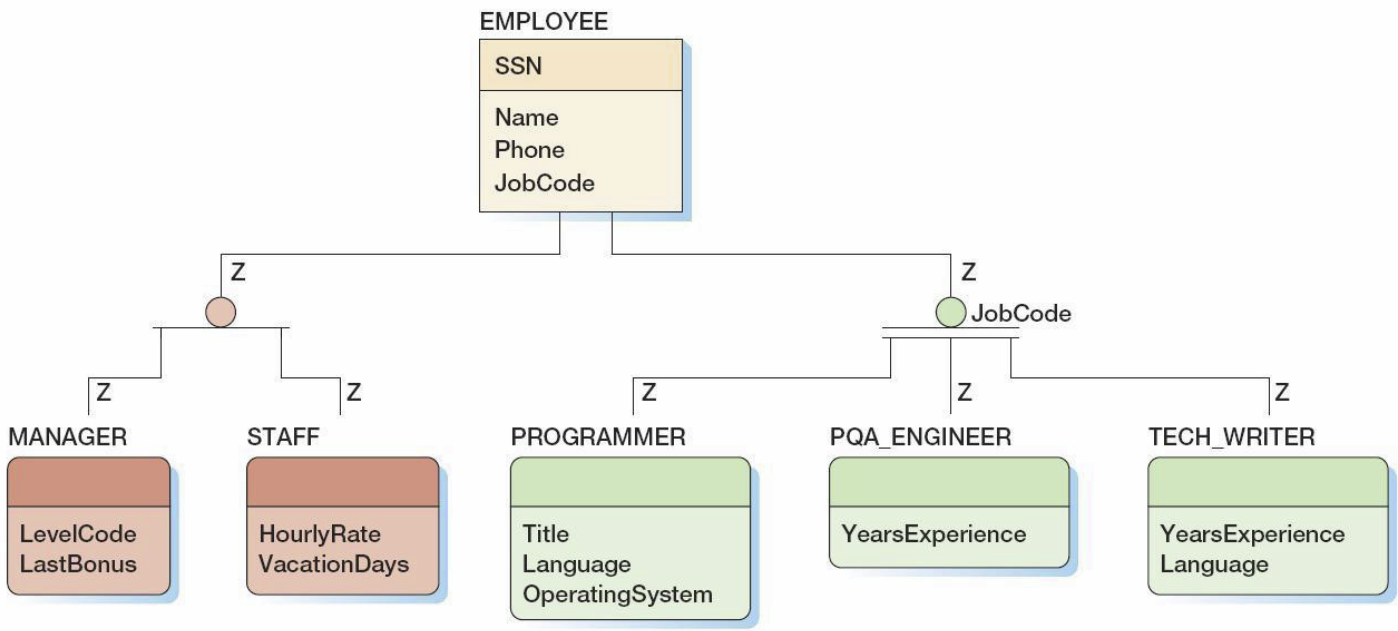 EMPLOYEE
SSN
Name
Phone
JobCode
Z
Z
JobCode
Z
Z
Z
Z
Z
MANAGER
LevelCode
LastBonus
STAFF
HourlyRate
VacationDays
PROGRAMMER
Title
Language
OperatingSystem
PQA_ENGINEER
YearsExperience
TECH_WRITER
YearsExperience
Language